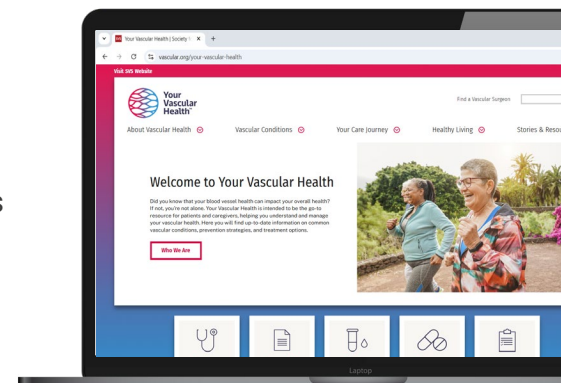 Your Vascular Health | Society
vascular.org/your-vascular-health
Visit SVS Website
Your
Vascular
Health
Find a Vascular Surgeon
About Vascular Health
Vascular Conditions
Your Care Journey
Healthy Living
Stories &
Welcome to Your Vascular Health
Did you know that your blood vessel health can impact your overall health?
If not, you're not alone. Your Vascular Health is intended to be the go-to
resource for patients and caregivers, helping you understand and manage
your vascular health. Here you will find up-to-date information on common
vascular conditions, prevention strategies, and treatment options.
Who We Are
s
Laptop